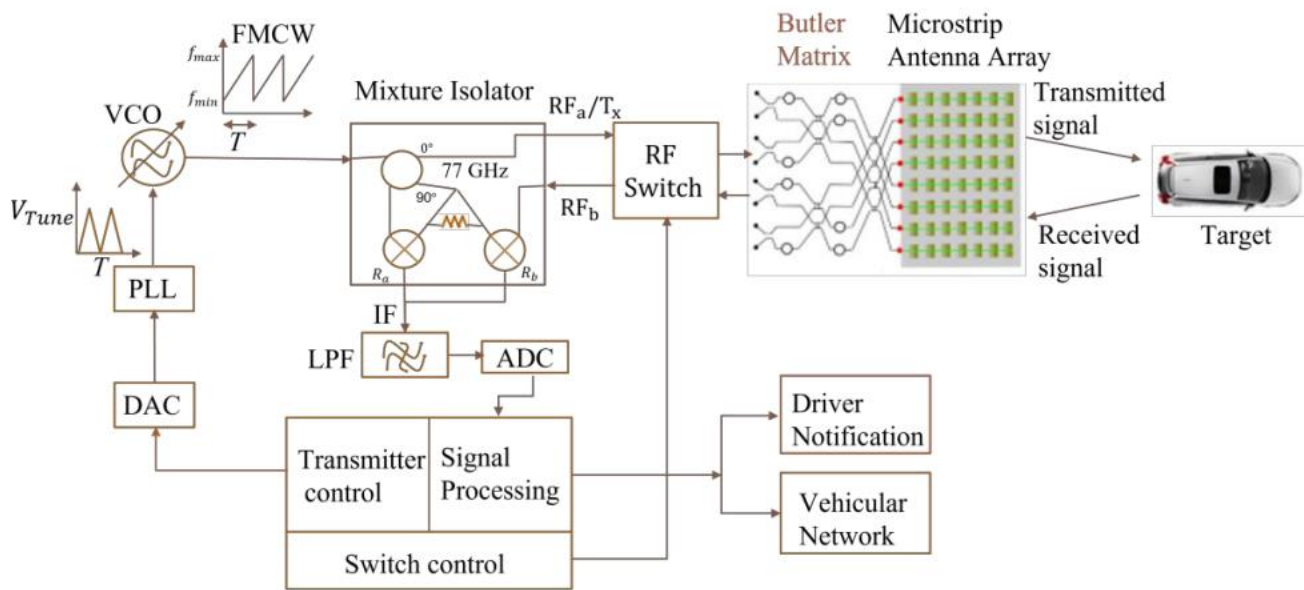 Butler Microstrip
Matrix Antenna Array
FMCW
f_max
f_min
T
VCO
Mixture Isolator
RF_a/T_x
Transmitted
signal
0°
77 GHz
90°
RF
Switch
RF_b
V_Tune
T
R_a
R_b
Received
signal
Target
PLL
IF
LPF
ADC
DAC
Driver
Notification
Transmitter
control
Signal
Processing
Vehicular
Network
Switch control